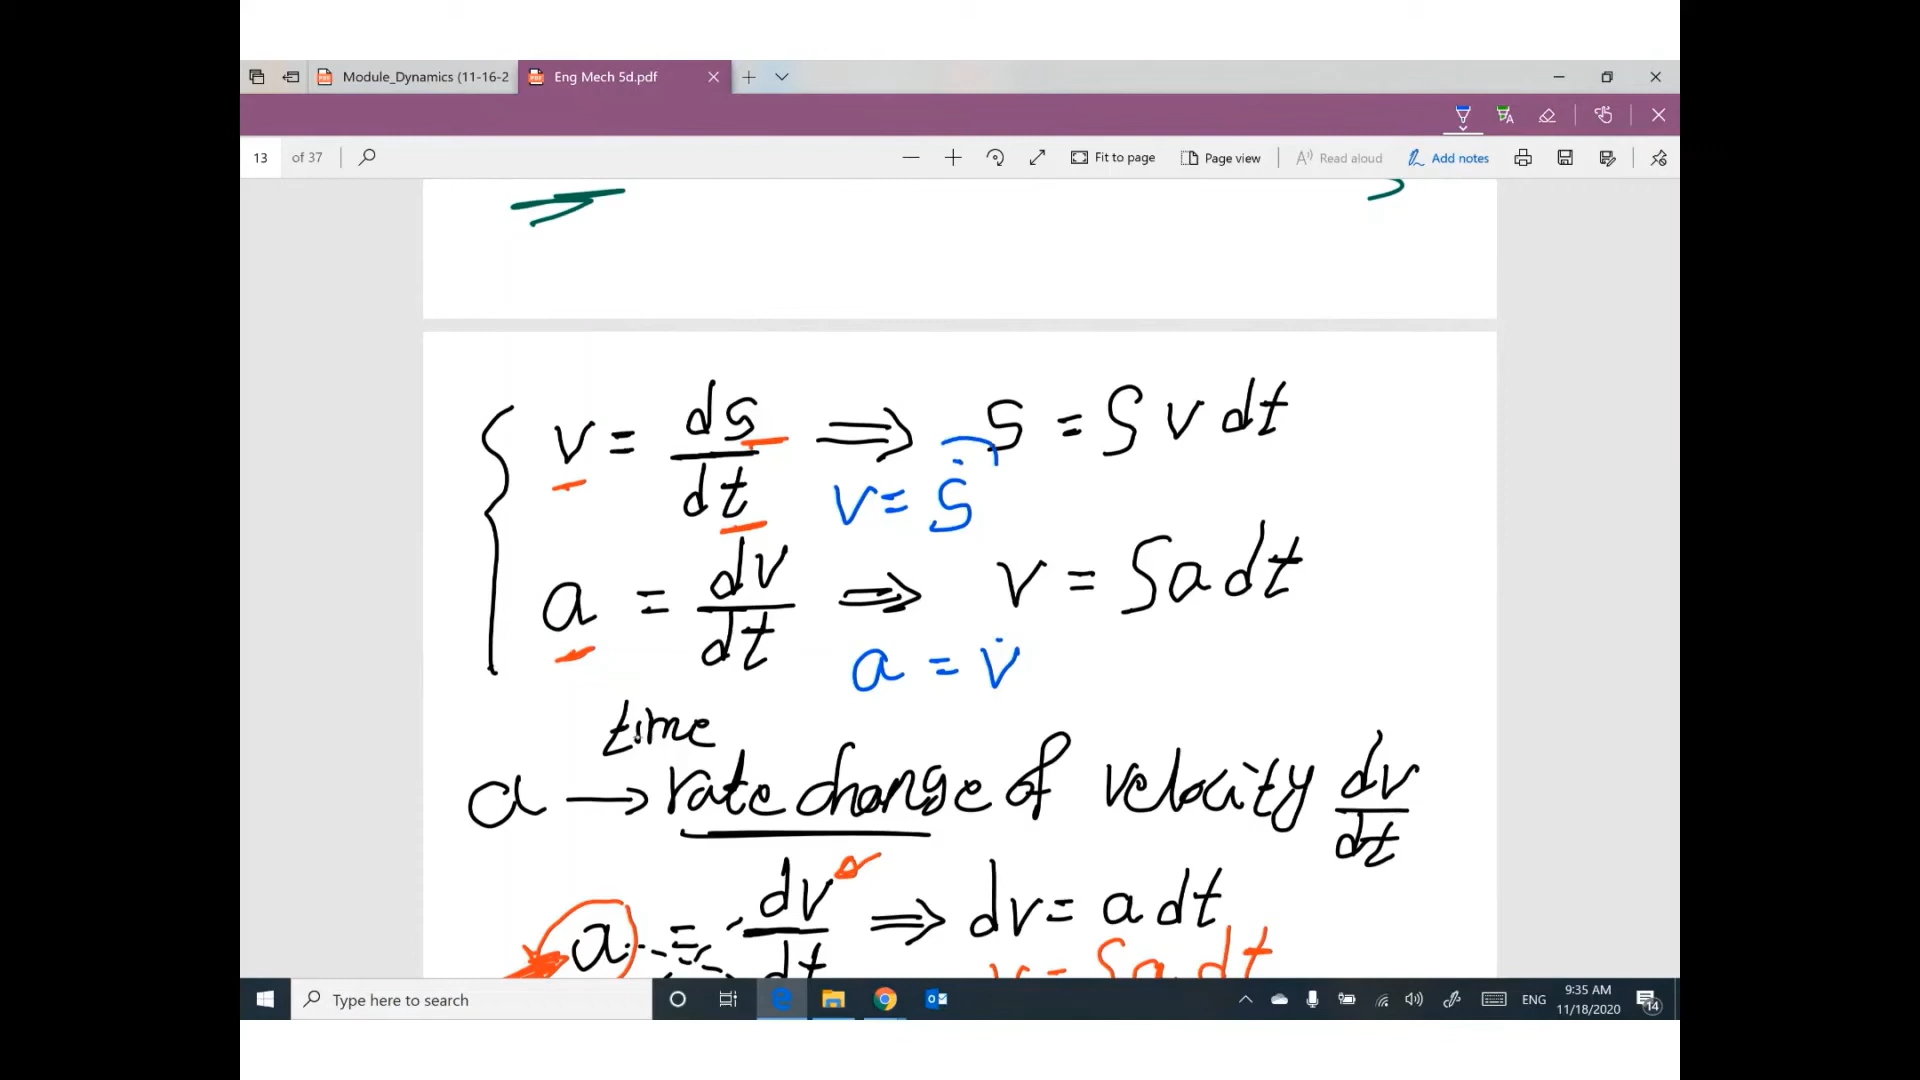 Module_Dynamics (11-16-2
Eng Mech 5d.pdf
13 of 37
Fit to page
Page view
Read aloud
Add notes
v = ds/dt ⇒ s = ∫ v dt
v = ṡ
a = dv/dt ⇒ v = ∫ a dt
a = v̇
time
a → rate change of velocity dv/dt
a = dv/dt ⇒ dv = a dt
v = ∫ a dt
Type here to search
ENG
9:35 AM
11/18/2020
14